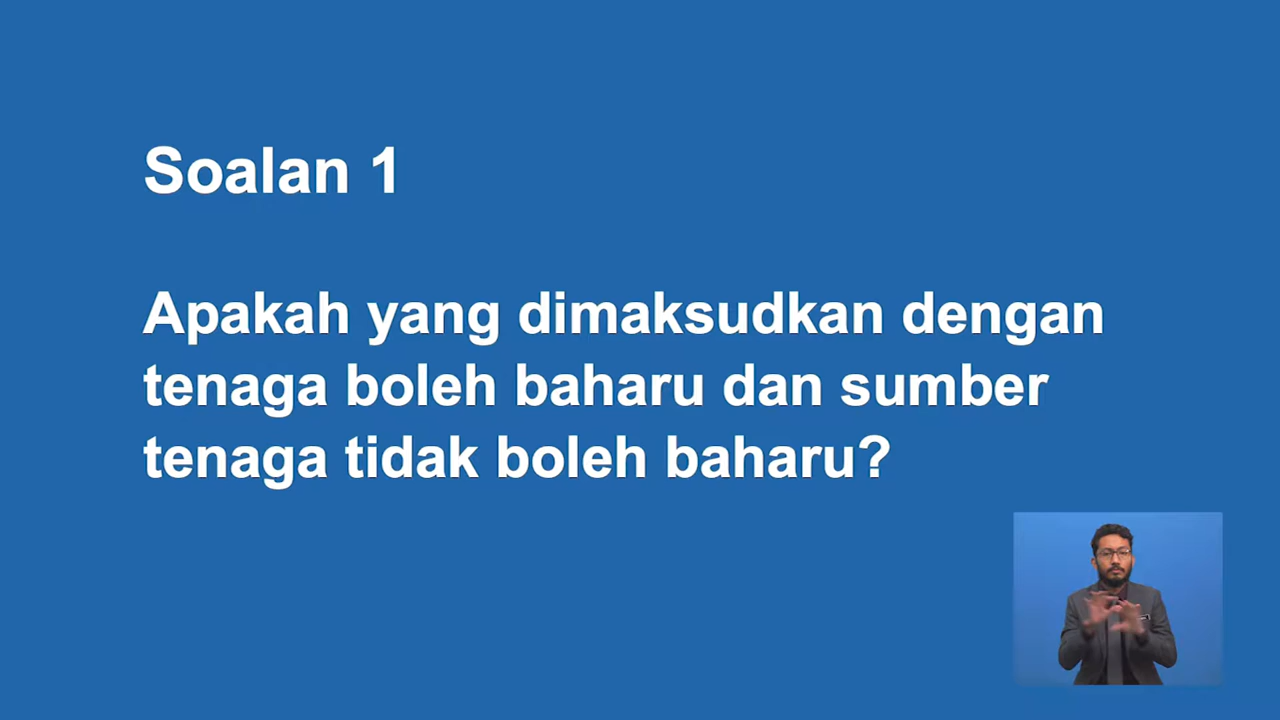 Soalan 1
Apakah yang dimaksudkan dengan
tenaga boleh baharu dan sumber
tenaga tidak boleh baharu?